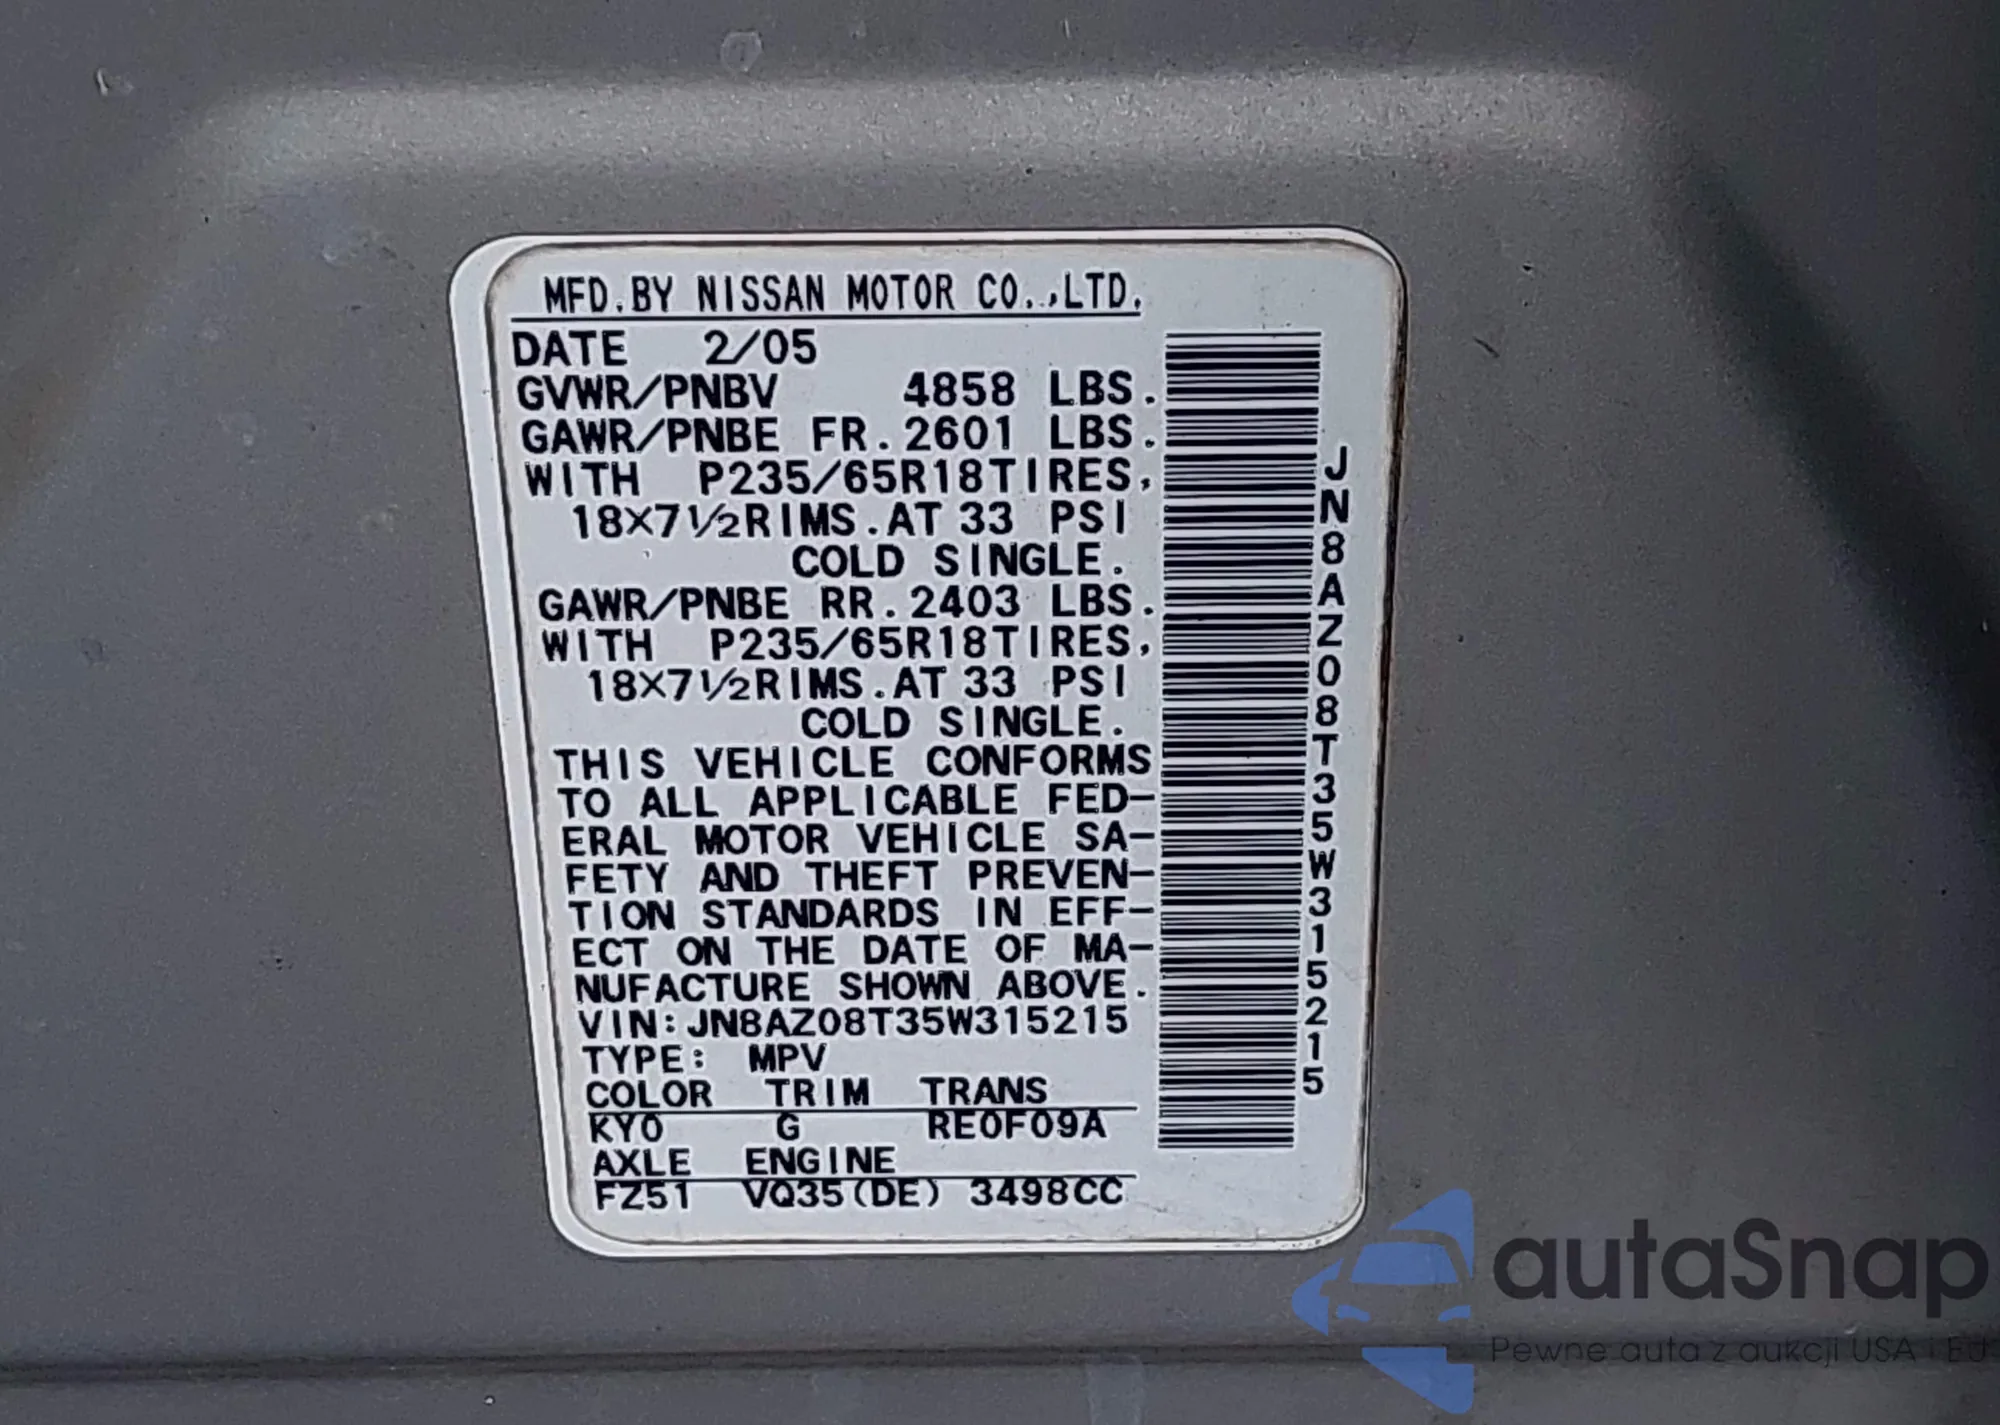 MFD.BY NISSAN MOTOR CO.,LTD.
DATE 2/05
GVWR/PNBV 4858 LBS.
GAWR/PNBE FR.2601 LBS.
WITH P235/65R18TIRES,
18×7½RIMS.AT 33 PSI
COLD SINGLE.
GAWR/PNBE RR.2403 LBS.
WITH P235/65R18TIRES,
18×7½RIMS.AT 33 PSI
COLD SINGLE.
THIS VEHICLE CONFORMS
TO ALL APPLICABLE FED-
ERAL MOTOR VEHICLE SA-
FETY AND THEFT PREVEN-
TION STANDARDS IN EFF-
ECT ON THE DATE OF MA-
NUFACTURE SHOWN ABOVE.
VIN:JN8AZ08T35W315215
TYPE: MPV
COLOR TRIM TRANS
KY0 G RE0F09A
AXLE ENGINE
FZ51 VQ35(DE) 3498CC
JN8AZ08T35W315215
autaSnap
Pewne auta z aukcji USA i EU